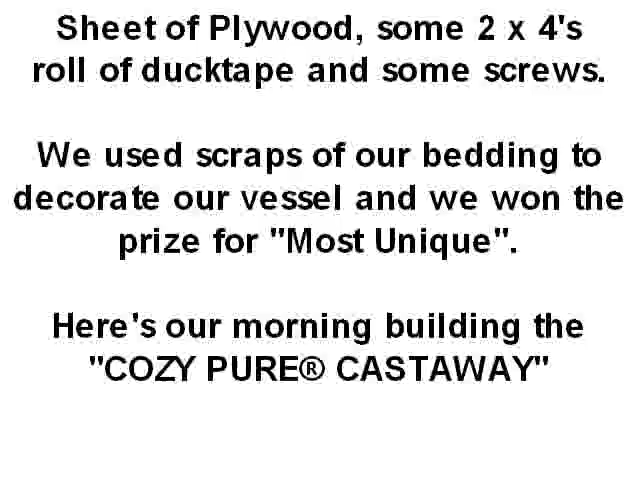 Sheet of Plywood, some 2 x 4's
roll of ducktape and some screws.
We used scraps of our bedding to
decorate our vessel and we won the
prize for "Most Unique".
Here's our morning building the
"COZY PURE® CASTAWAY"